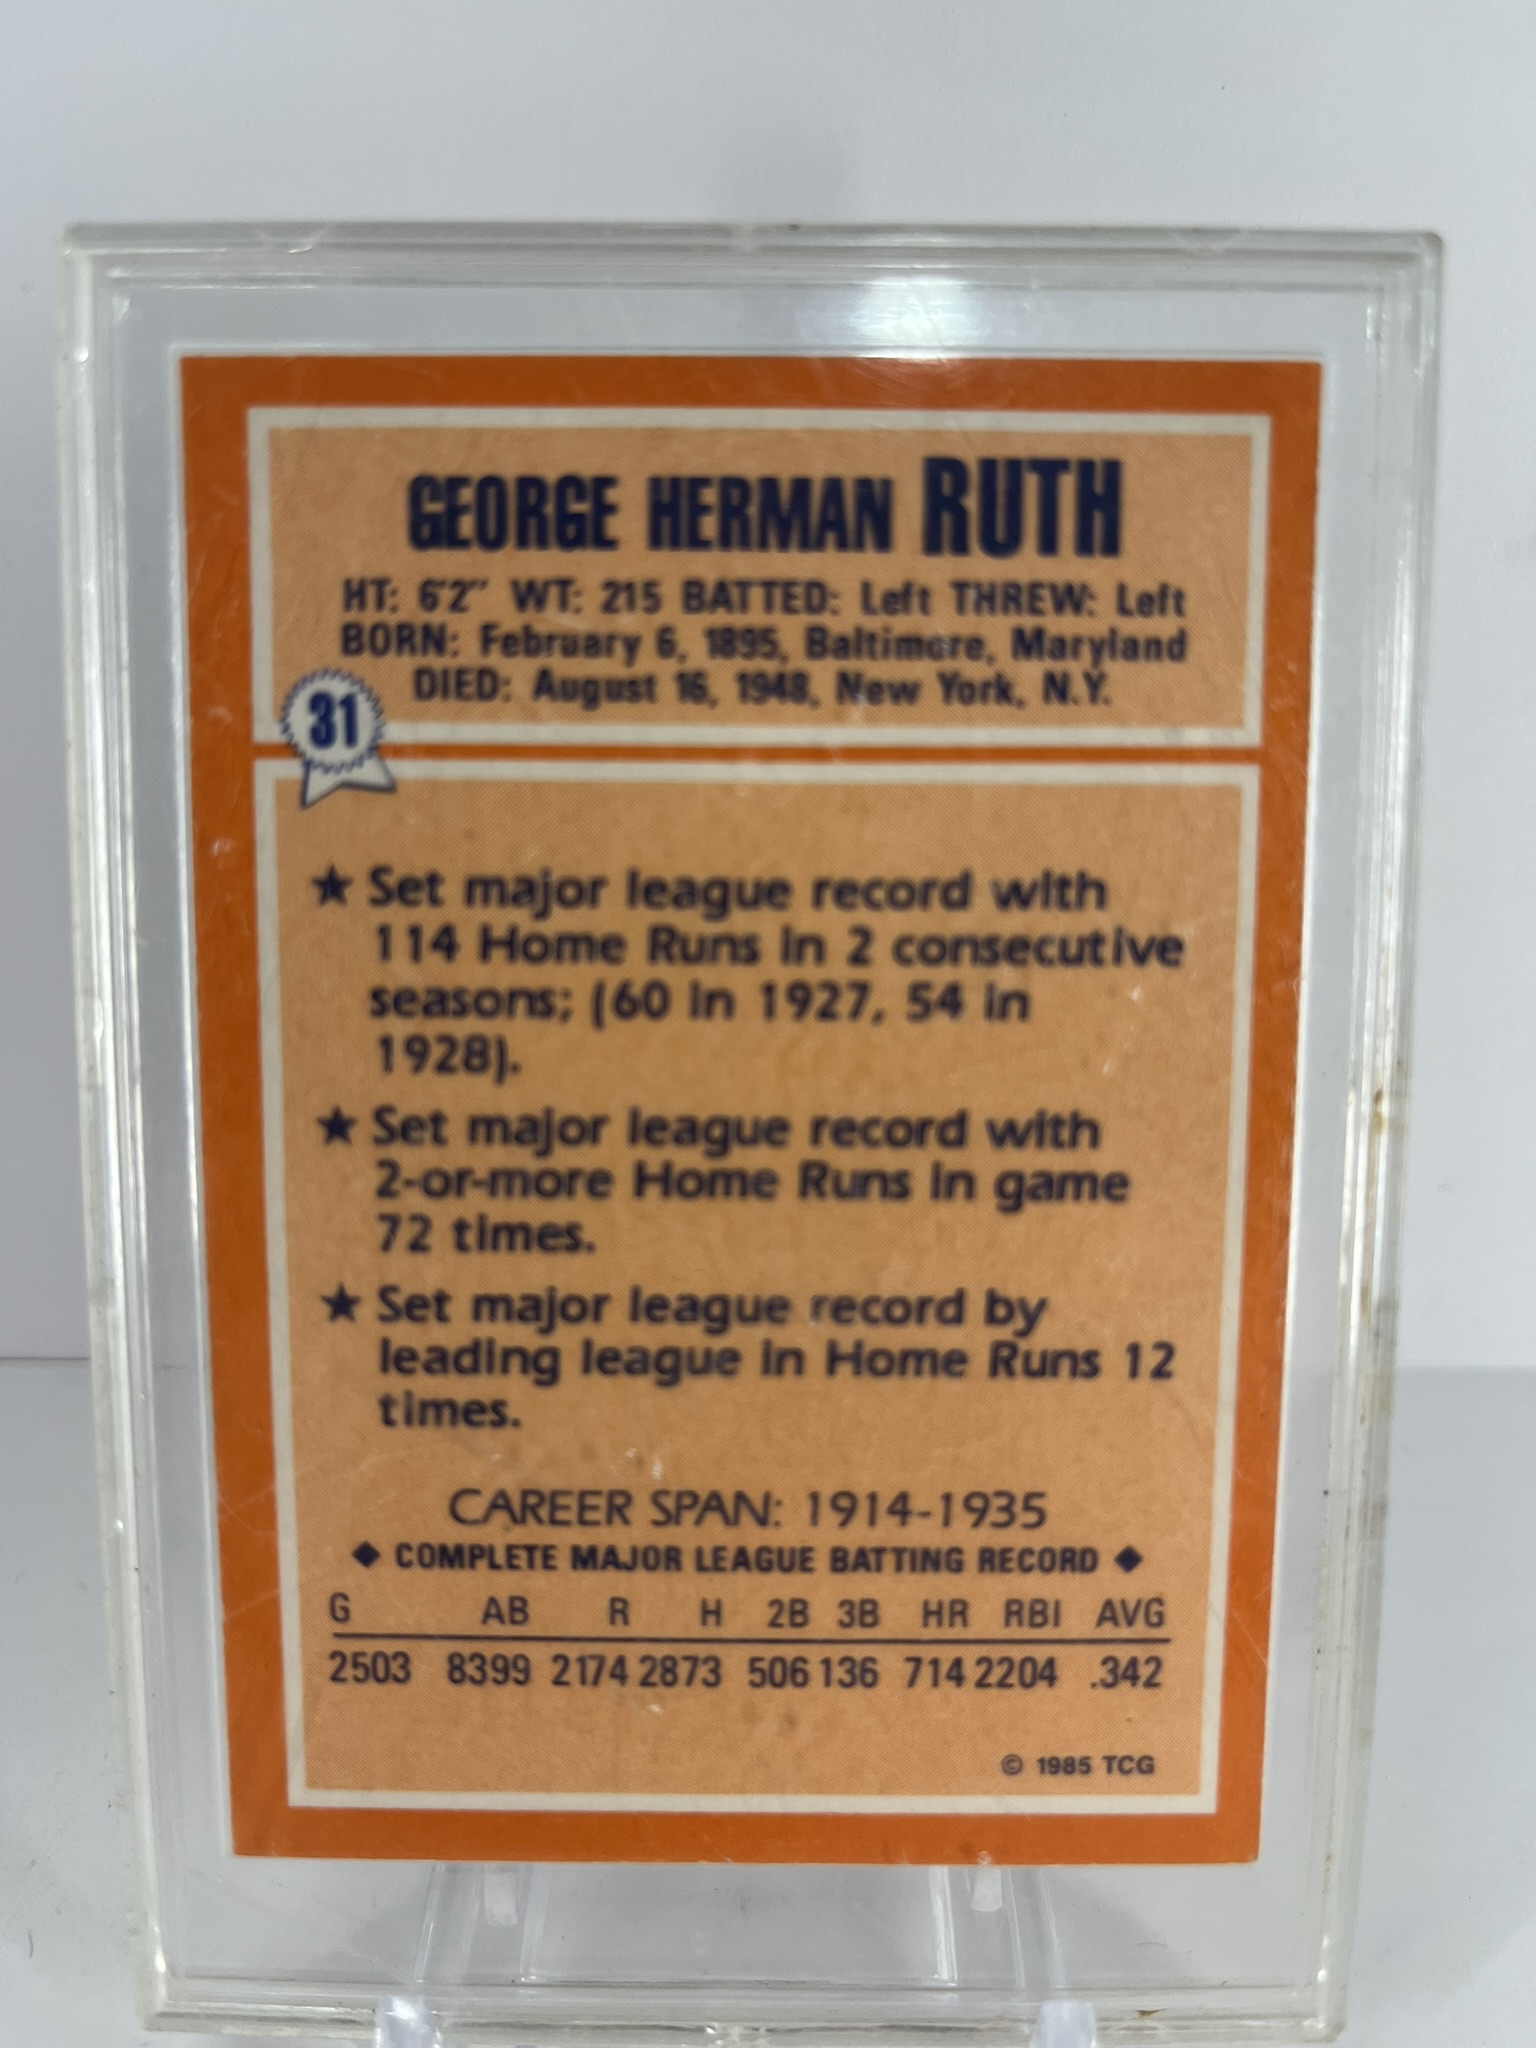 GEORGE HERMAN RUTH
HT: 6'2" WT: 215 BATTED: Left THREW: Left
BORN: February 6, 1895, Baltimore, Maryland
DIED: August 16, 1948, New York, N.Y.
31
★ Set major league record with
114 Home Runs in 2 consecutive
seasons; (60 in 1927, 54 in
1928).
★ Set major league record with
2-or-more Home Runs in game
72 times.
★ Set major league record by
leading league in Home Runs 12
times.
CAREER SPAN: 1914-1935
◆ COMPLETE MAJOR LEAGUE BATTING RECORD ◆
G AB R H 2B 3B HR RBI AVG
2503 8399 2174 2873 506 136 714 2204 .342
© 1985 TCG